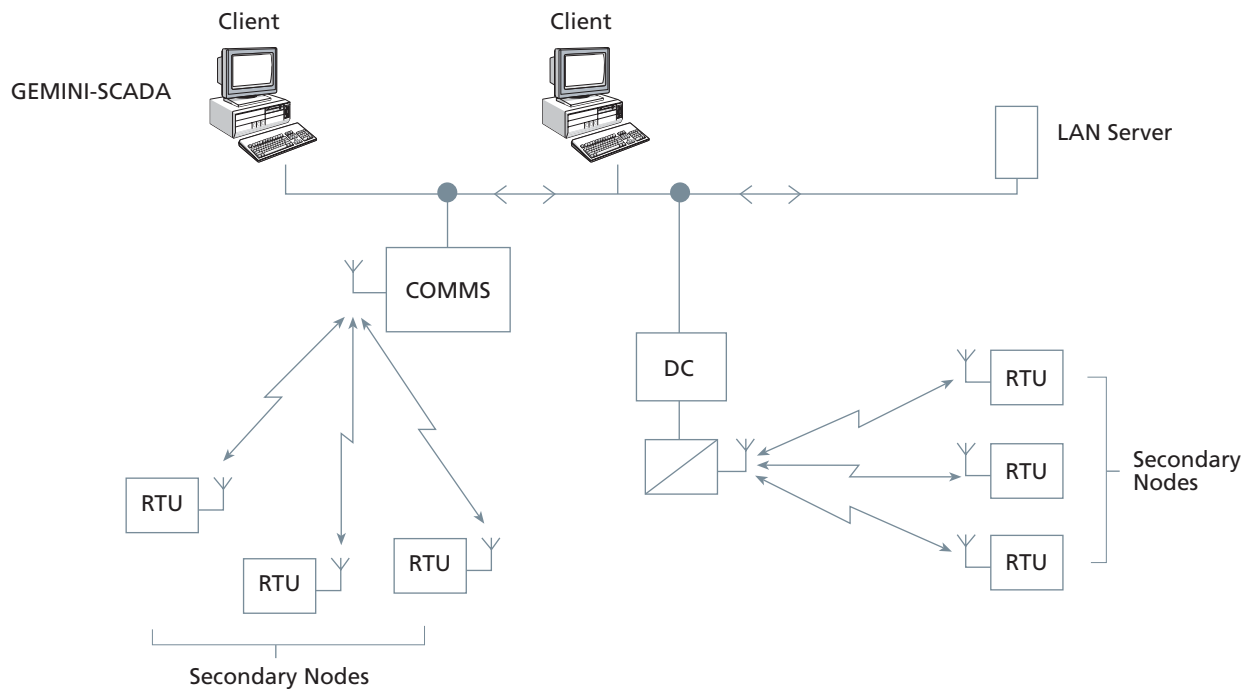 Client
Client
GEMINI-SCADA
LAN Server
COMMS
DC
RTU
RTU
RTU
Secondary
Nodes
RTU
RTU
RTU
Secondary Nodes